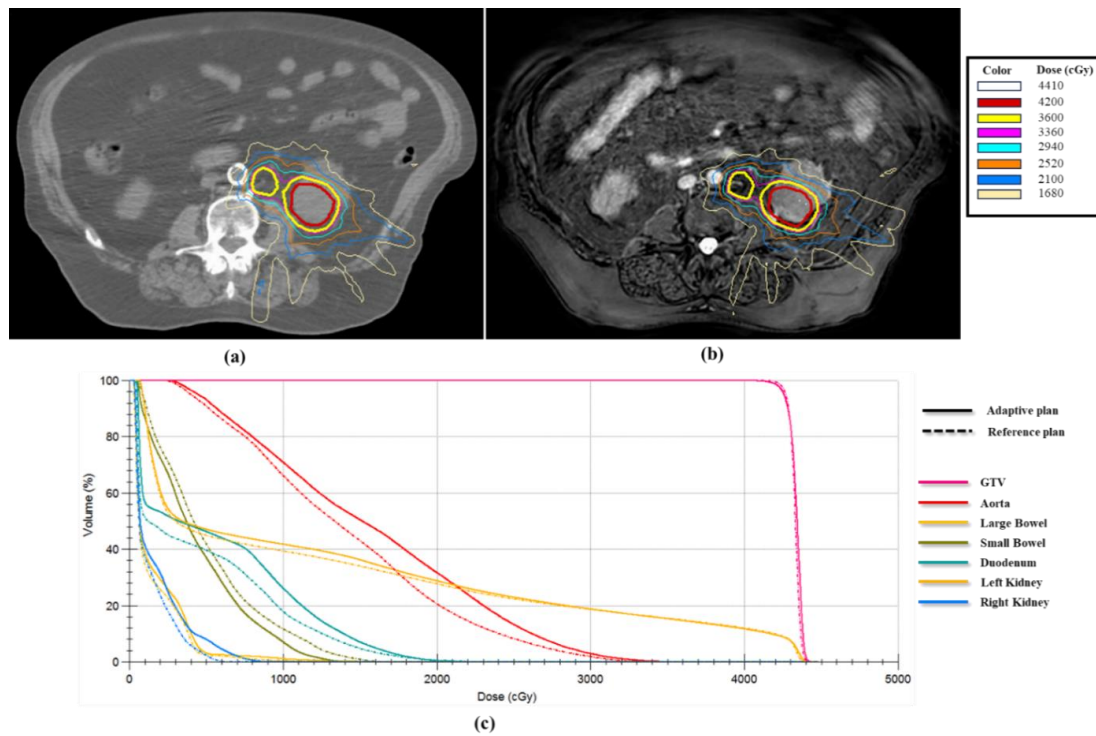 Color Dose (cGy)
4410
4200
3600
3360
2940
2520
2100
1680
(a)
(b)
100
80
60
40
20
0
Volume (%)
0 1000 2000 3000 4000 5000
Dose (cGy)
Adaptive plan
Reference plan
GTV
Aorta
Large Bowel
Small Bowel
Duodenum
Left Kidney
Right Kidney
(c)